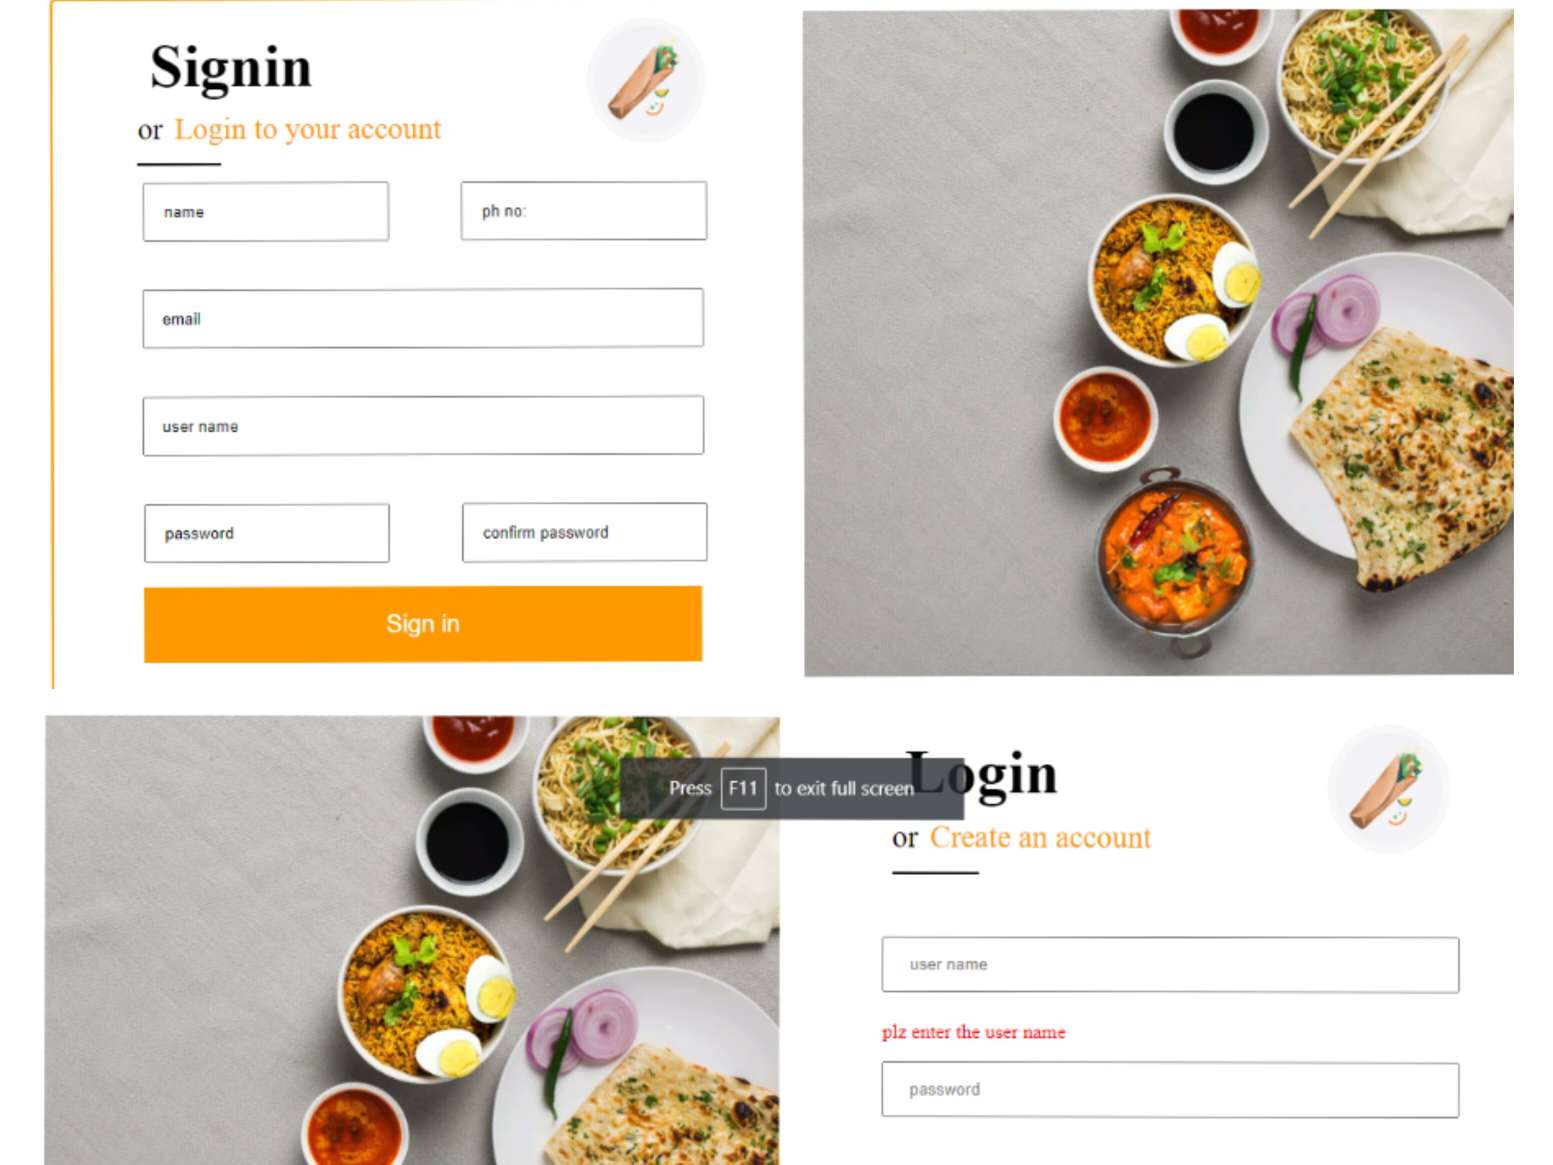 Signin
or Login to your account
name
ph no:
email
user name
password
confirm password
Sign in
Press F11 to exit full screen
Login
or Create an account
user name
plz enter the user name
password